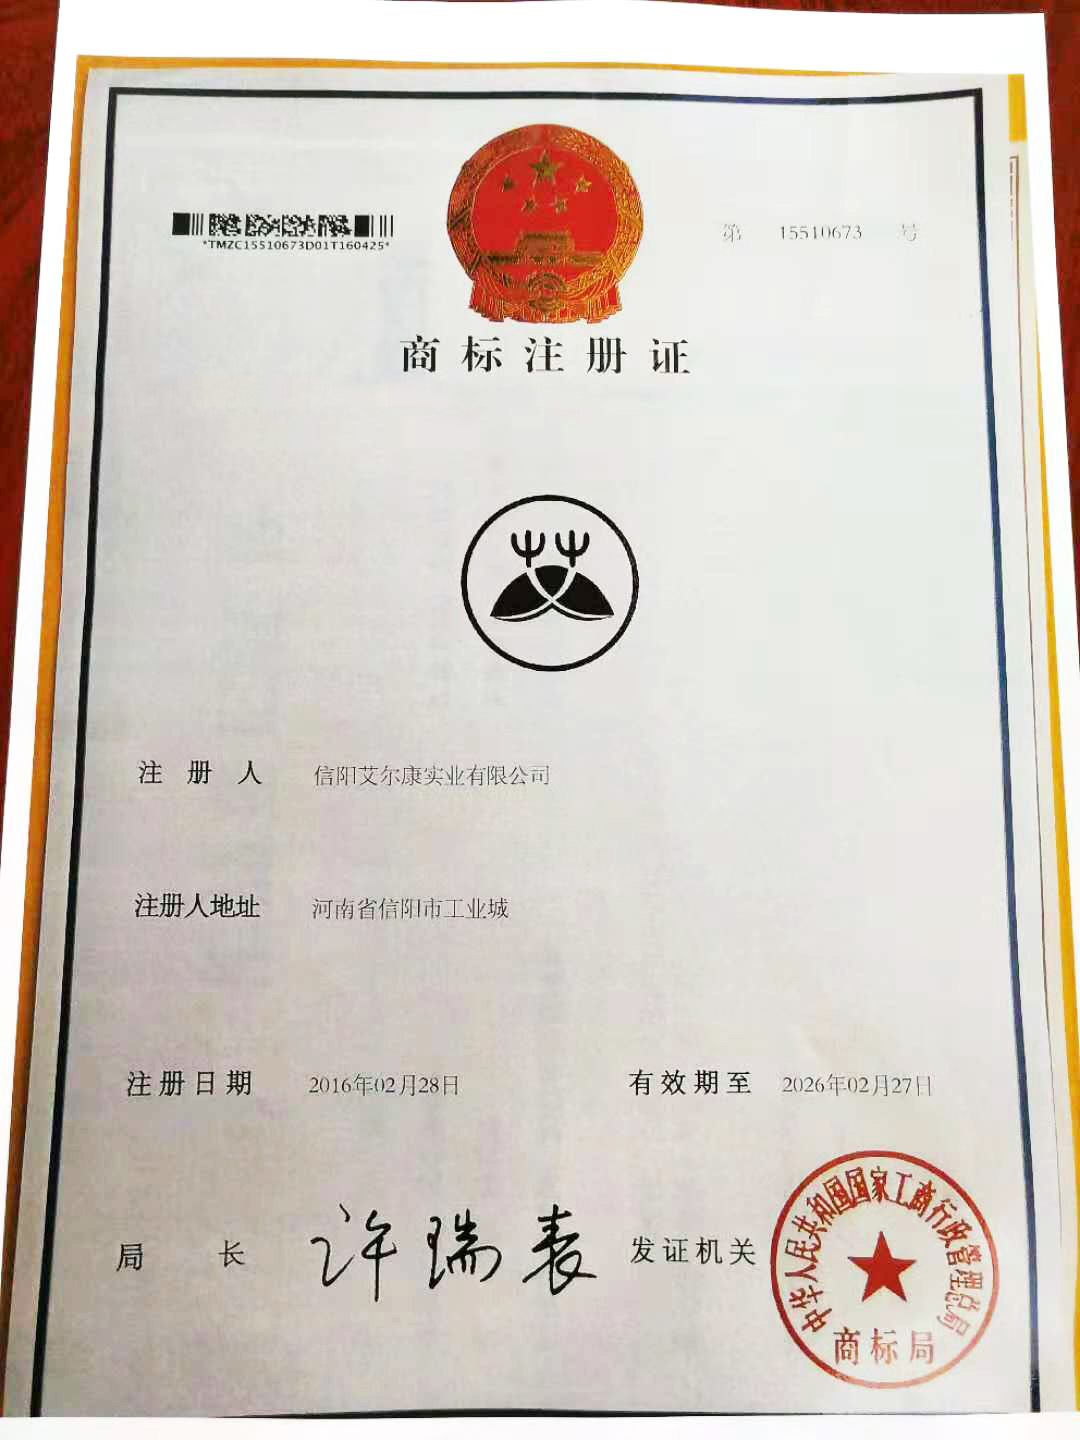 *TMZC15510673D01T160425*
第 15510673 号
商标注册证
艾
注册人 信阳艾尔康实业有限公司
注册人地址 河南省信阳市工业城
注册日期 2016年02月28日 有效期至 2026年02月27日
局长 许瑞表 发证机关
中华人民共和国国家工商行政管理总局
商标局